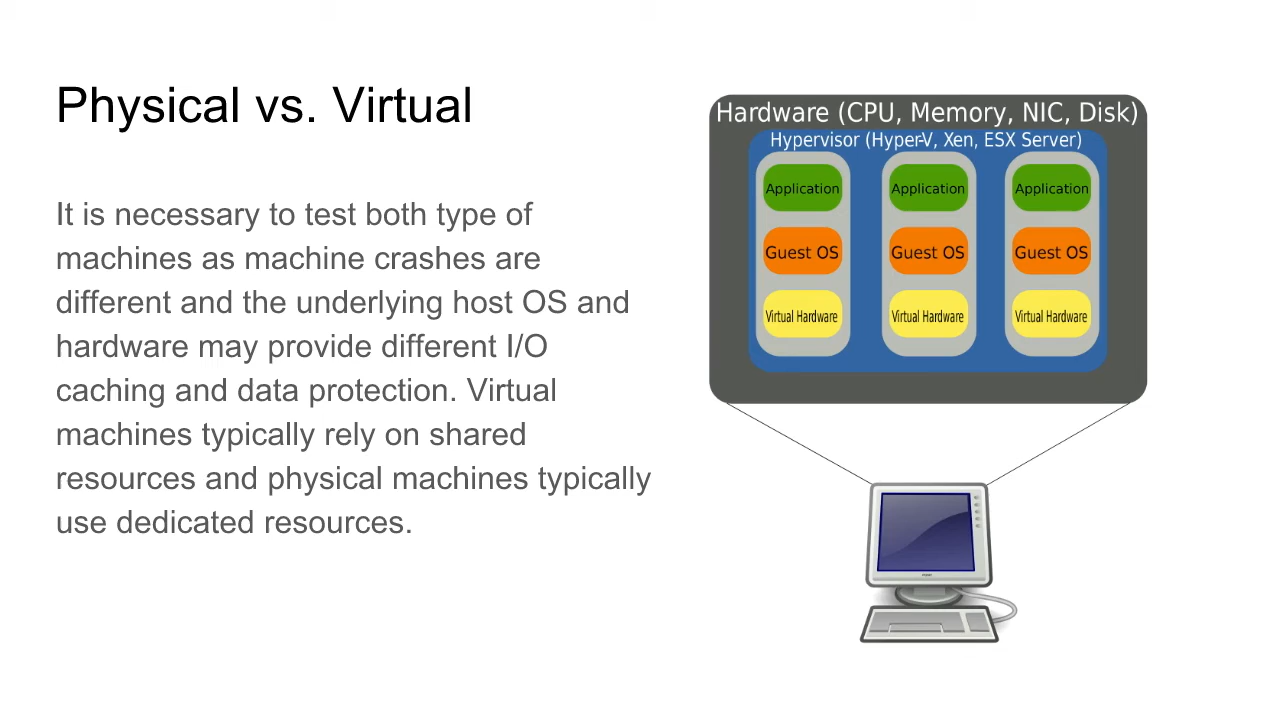 Physical vs. Virtual
It is necessary to test both type of
machines as machine crashes are
different and the underlying host OS and
hardware may provide different I/O
caching and data protection. Virtual
machines typically rely on shared
resources and physical machines typically
use dedicated resources.
Hardware (CPU, Memory, NIC, Disk)
Hypervisor (Hyper-V, Xen, ESX Server)
Application Application Application
Guest OS Guest OS Guest OS
Virtual Hardware Virtual Hardware Virtual Hardware